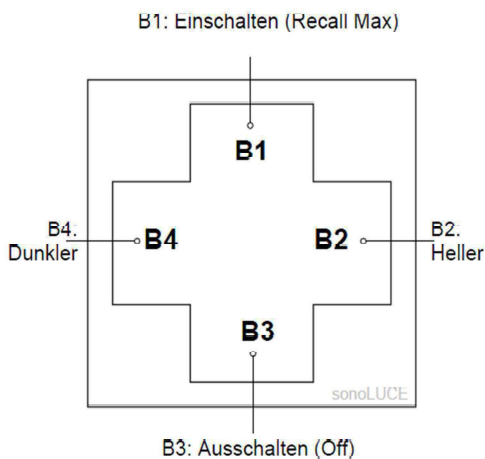 B1: Einschalten (Recall Max)
B1
B4:
Dunkler
B4
B2
B2:
Heller
B3
sonoLUCE
B3: Ausschalten (Off)